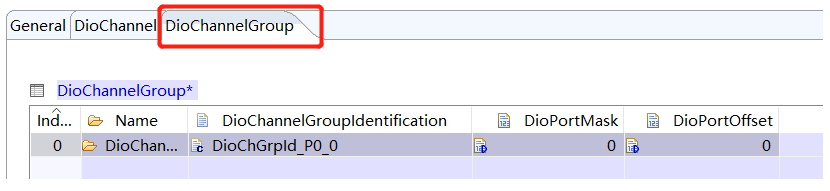 General DioChannel DioChannelGroup
DioChannelGroup*
Ind... Name DioChannelGroupIdentification DioPortMask DioPortOffset
0 DioChan... DioChGrpId_P0_0 0 0